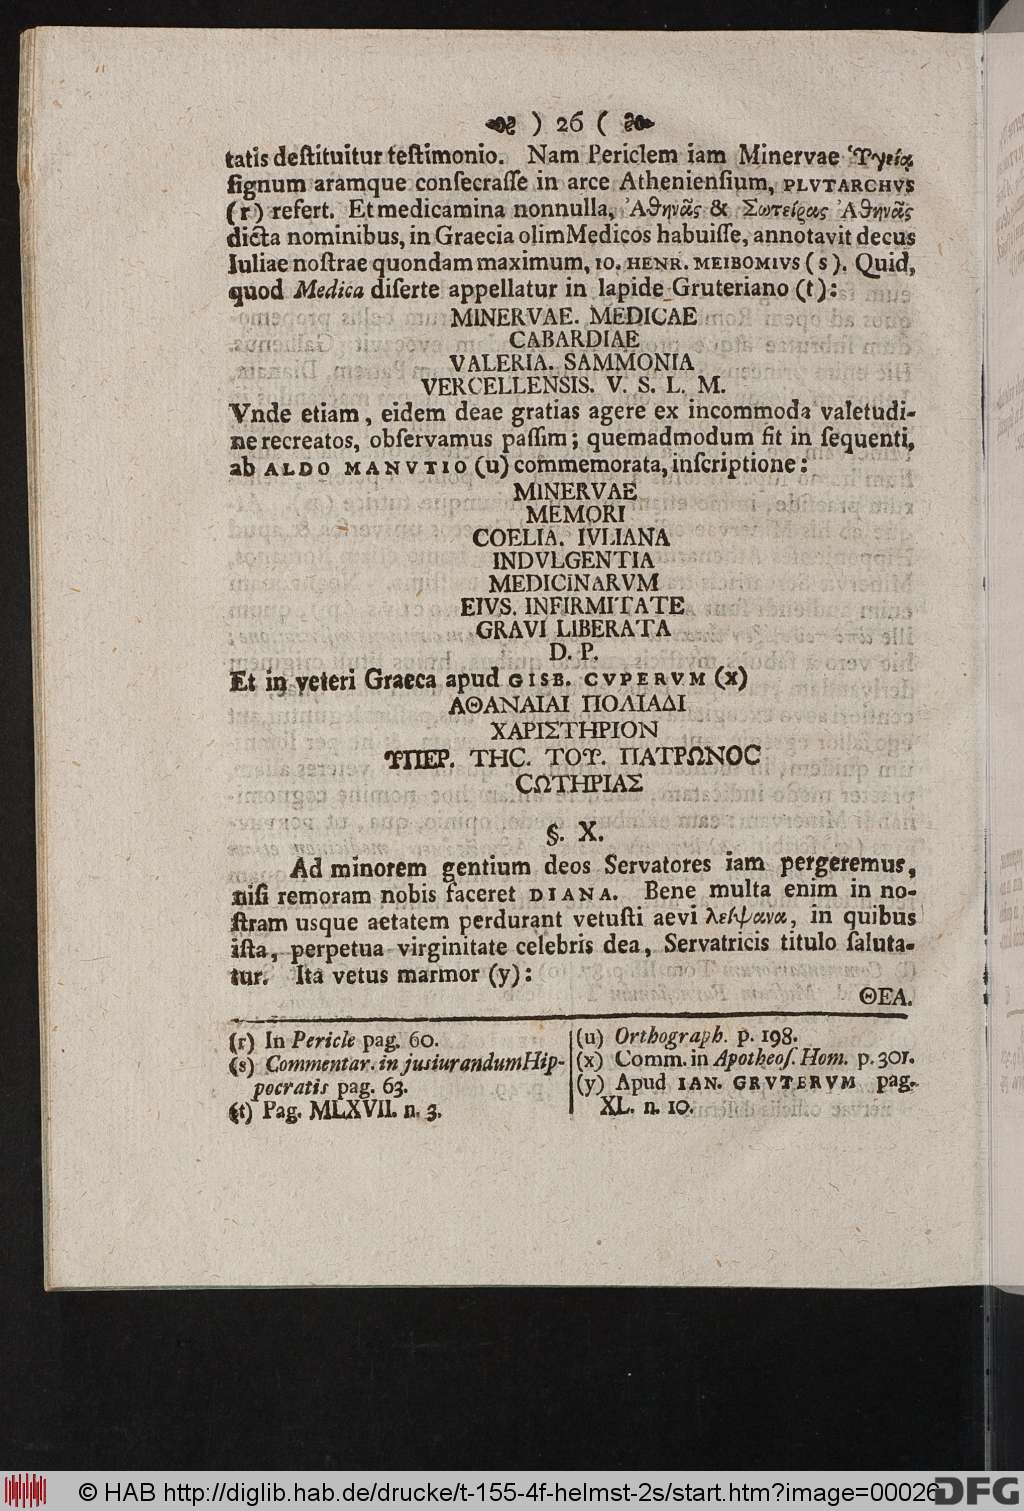 ) 26 (
tatis deſtituitur teſtimonio. Nam Periclem iam Minervae Ὑγείᾳ
ſignum aramque conſecraſſe in arce Athenienſium, PLVTARCHVS
(r) refert. Et medicamina nonnulla, Ἀθηνᾶς & Σωτείρας Ἀθηνᾶς
dicta nominibus, in Graecia olim Medicos habuiſſe, annotavit decus
Iuliae noſtrae quondam maximum, IO. HENR. MEIBOMIVS (s). Quid,
quod Medica diſerte appellatur in lapide Gruteriano (t):
MINERVAE. MEDICAE
CABARDIAE
VALERIA. SAMMONIA
VERCELLENSIS. V. S. L. M.
Vnde etiam, eidem deae gratias agere ex incommoda valetudi-
ne recreatos, obſervamus paſſim; quemadmodum fit in ſequenti,
ab ALDO MANVTIO (u) commemorata, inſcriptione:
MINERVAE
MEMORI
COELIA. IVLIANA
INDVLGENTIA
MEDICINARVM
EIVS. INFIRMITATE
GRAVI LIBERATA
D. P.
Et in veteri Graeca apud GISB. CVPERVM (x)
ΑΘΑΝΑΙΑΙ ΠΟΛΙΑΔΙ
ΧΑΡΙΣΤΗΡΙΟΝ
ΥΠΕΡ. ΤΗC. ΤΟΥ. ΠΑΤΡΩΝΟC
CΩΤΗΡΙΑΣ
§. X.
Ad minorem gentium deos Servatores iam pergeremus,
niſi remoram nobis faceret DIANA. Bene multa enim in no-
ſtram usque aetatem perdurant vetuſti aevi λείψανα, in quibus
iſta, perpetua virginitate celebris dea, Servatricis titulo ſaluta-
tur. Ita vetus marmor (y):
ΘΕΑ.
(r) In Pericle pag. 60.
(s) Commentar. in jusiurandum Hip-
pocratis pag. 63.
(t) Pag. MLXVII. n. 3.
(u) Orthograph. p. 198.
(x) Comm. in Apotheoſ. Hom. p. 301.
(y) Apud IAN. GRVTERVM pag.
XL. n. 10.
© HAB http://diglib.hab.de/drucke/t-155-4f-helmst-2s/start.htm?image=00026
DFG